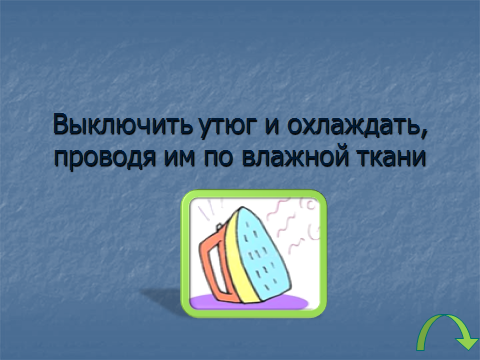 Выключить утюг и охлаждать,
проводя им по влажной ткани